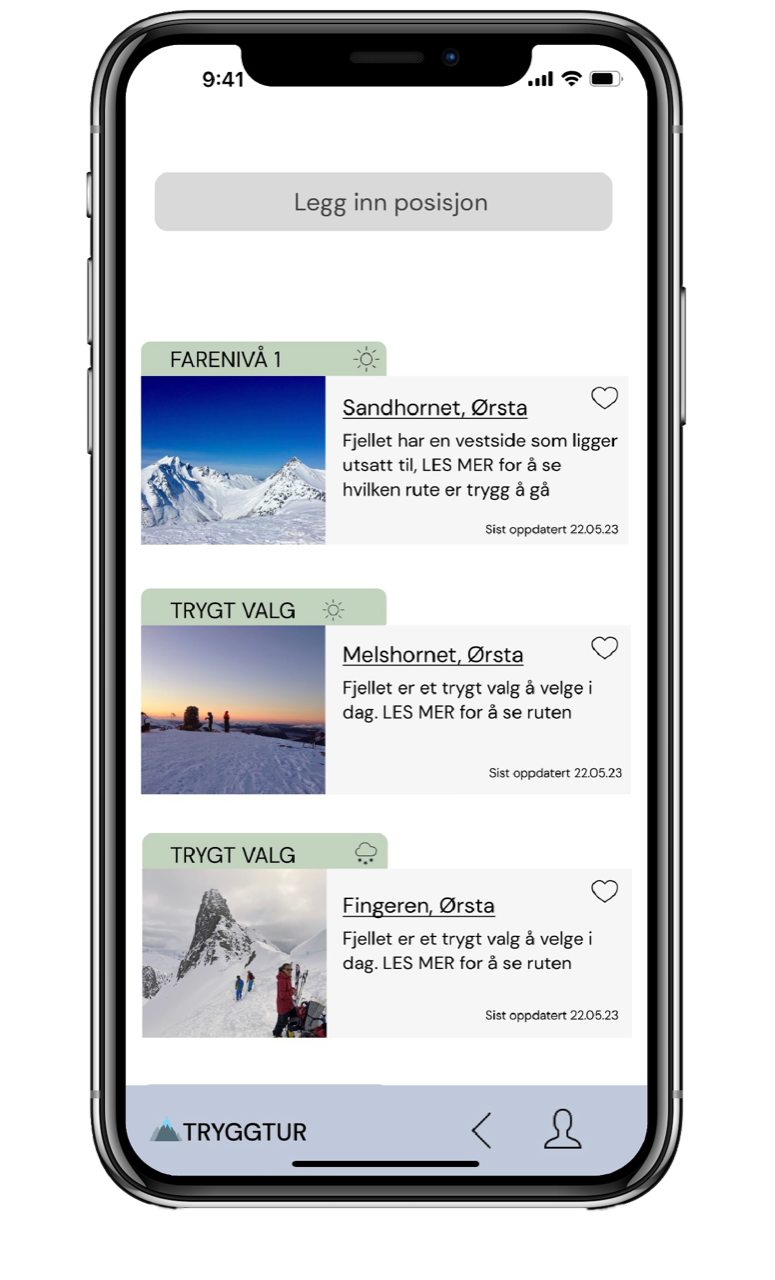 9:41
Legg inn posisjon
FARENIVÅ 1
Sandhornet, Ørsta
Fjellet har en vestside som ligger
utsatt til, LES MER for å se
hvilken rute er trygg å gå
Sist oppdatert 22.05.23
TRYGT VALG
Melshornet, Ørsta
Fjellet er et trygt valg å velge i
dag. LES MER for å se ruten
Sist oppdatert 22.05.23
TRYGT VALG
Fingeren, Ørsta
Fjellet er et trygt valg å velge i
dag. LES MER for å se ruten
Sist oppdatert 22.05.23
TRYGGTUR